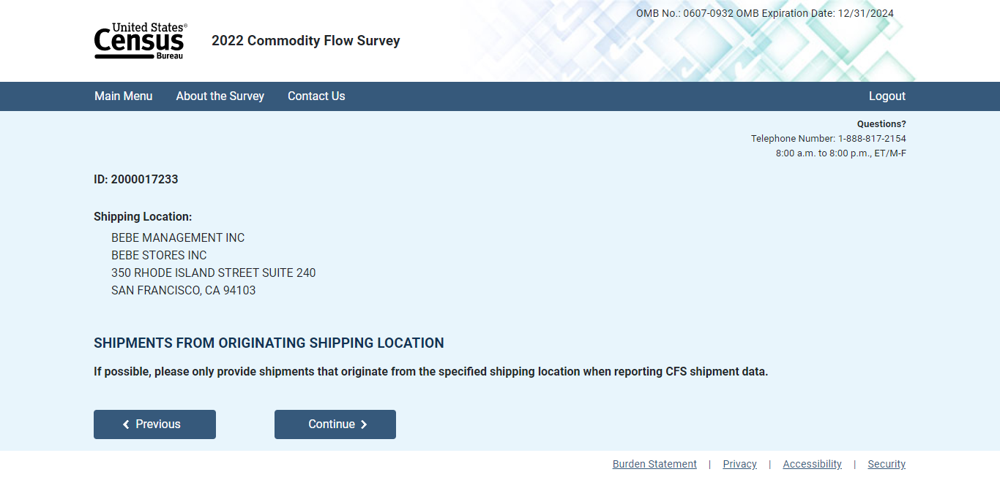 OMB No.: 0607-0932 OMB Expiration Date: 12/31/2024
United States®
Census
Bureau
2022 Commodity Flow Survey
Main Menu About the Survey Contact Us Logout
Questions?
Telephone Number: 1-888-817-2154
8:00 a.m. to 8:00 p.m., ET/M-F
ID: 2000017233
Shipping Location:
BEBE MANAGEMENT INC
BEBE STORES INC
350 RHODE ISLAND STREET SUITE 240
SAN FRANCISCO, CA 94103
SHIPMENTS FROM ORIGINATING SHIPPING LOCATION
If possible, please only provide shipments that originate from the specified shipping location when reporting CFS shipment data.
Previous Continue
Burden Statement | Privacy | Accessibility | Security